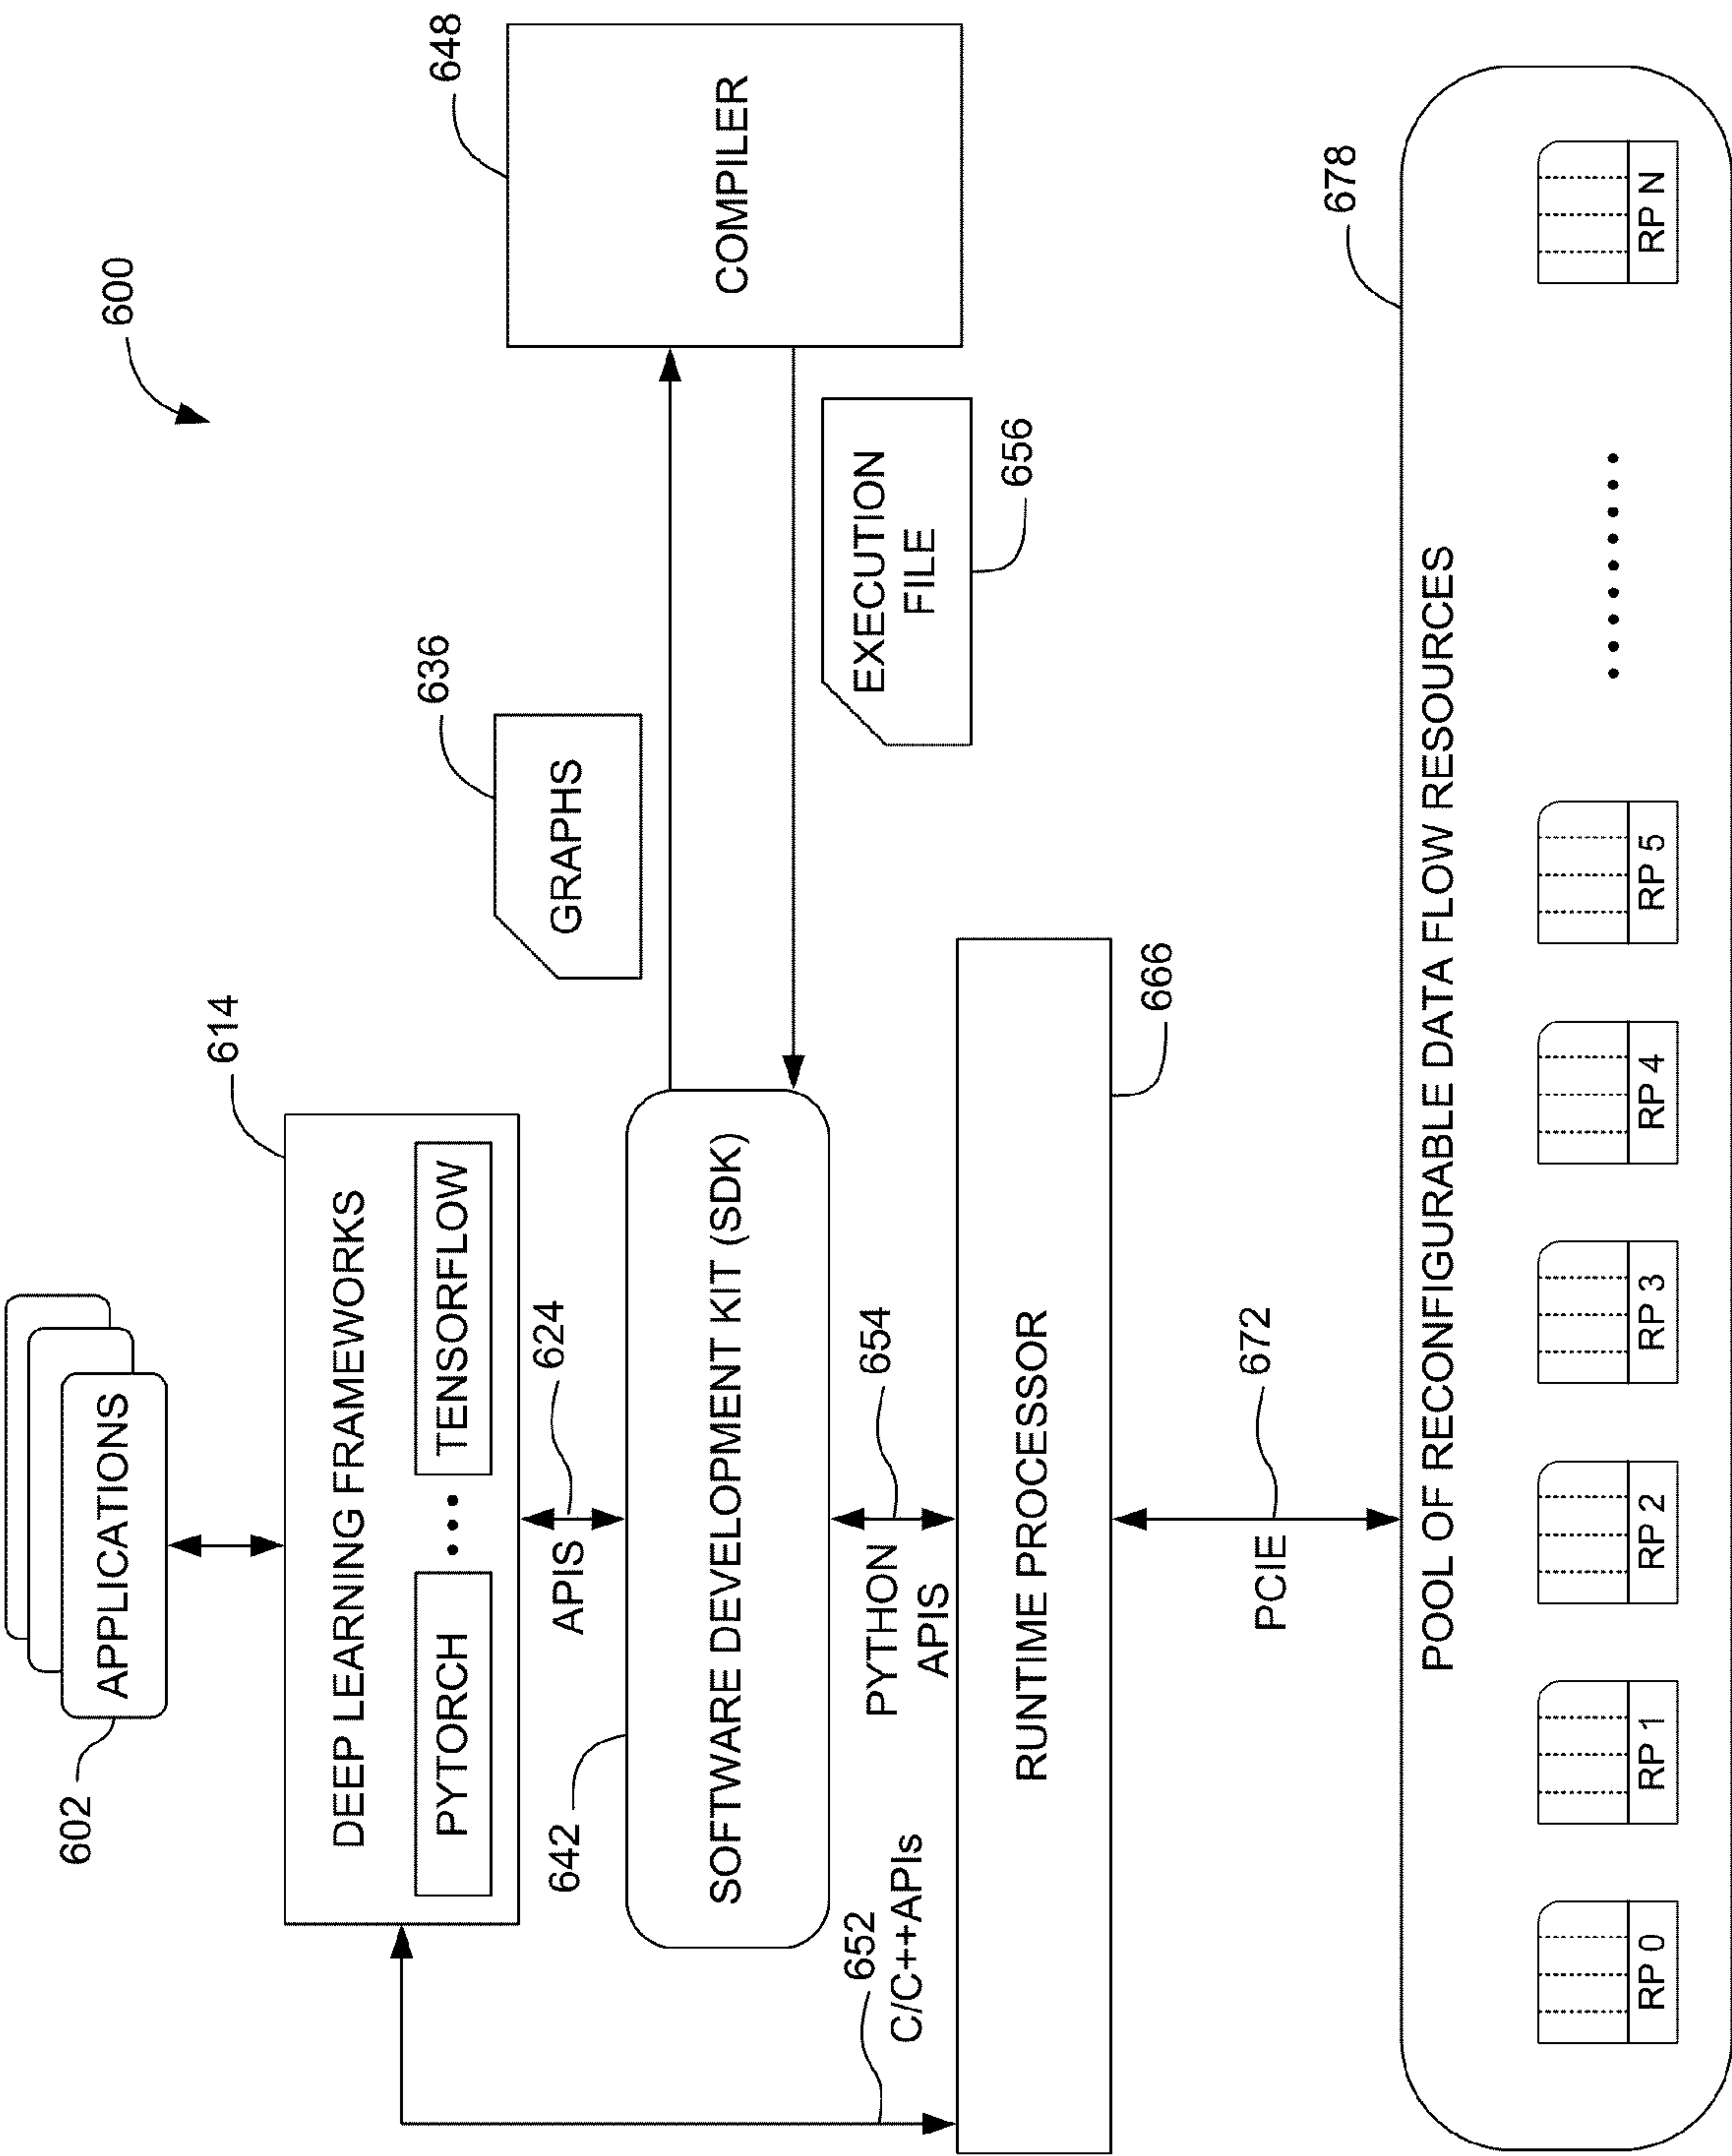 600
602
APPLICATIONS
614
DEEP LEARNING FRAMEWORKS
PYTORCH
TENSORFLOW
APIS
624
636
GRAPHS
648
COMPILER
642
SOFTWARE DEVELOPMENT KIT (SDK)
652
C/C++APIs
PYTHON
APIS
654
EXECUTION
FILE
656
RUNTIME PROCESSOR
666
PCIE
672
678
POOL OF RECONFIGURABLE DATA FLOW RESOURCES
RP 0
RP 1
RP 2
RP 3
RP 4
RP 5
RP N